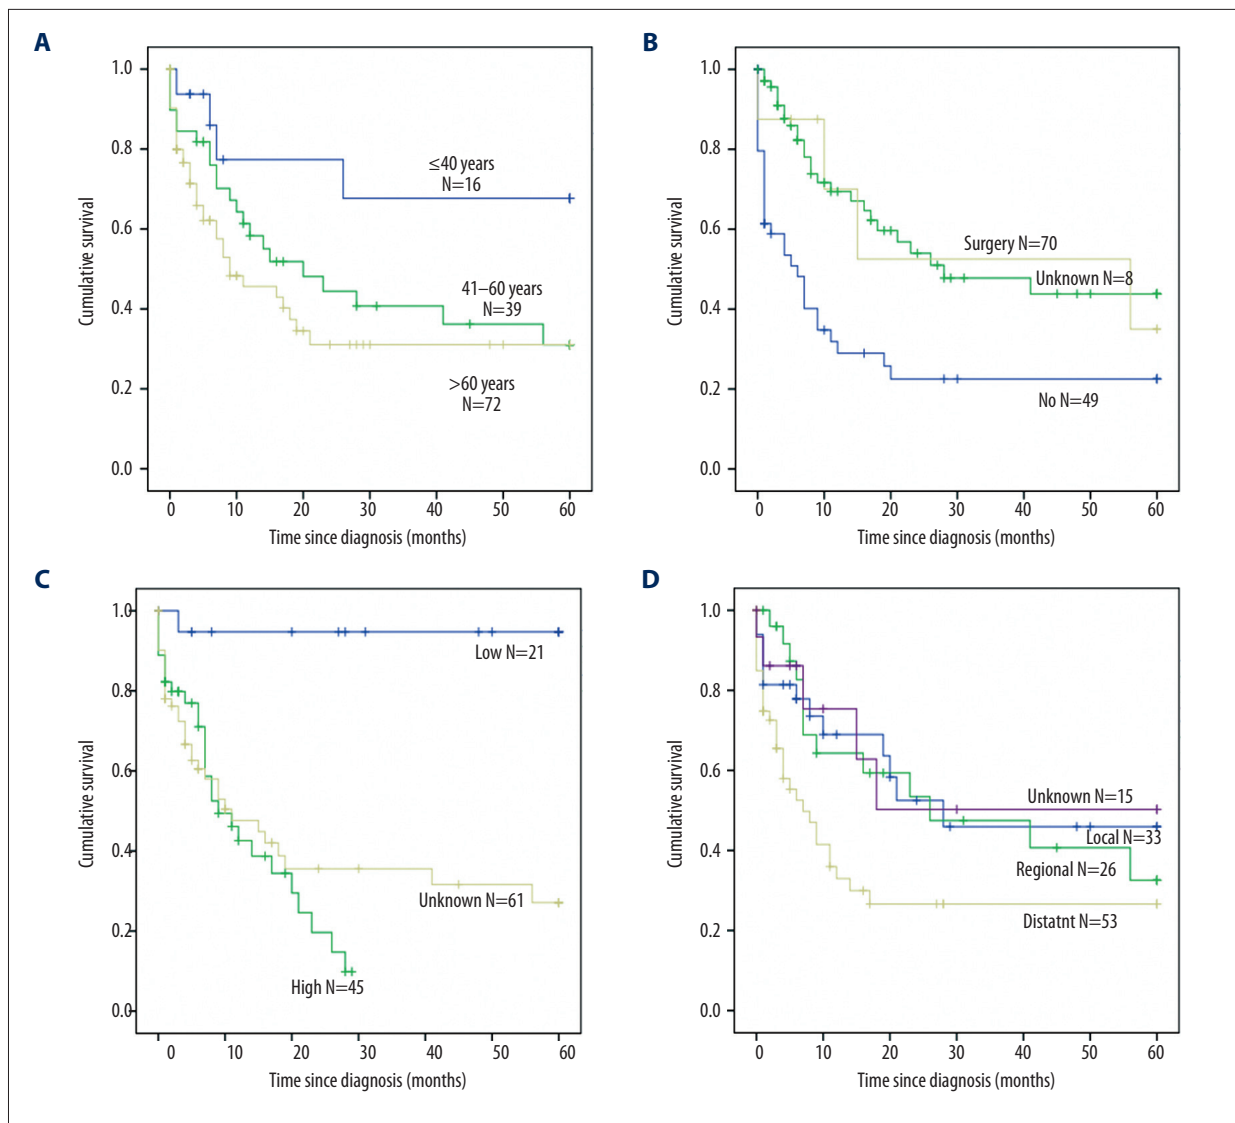 A
Cumulative survival
1.0
0.8
0.6
0.4
0.2
0.0
≤40 years
N=16
41–60 years
N=39
>60 years
N=72
0 10 20 30 40 50 60
Time since diagnosis (months)
B
Cumulative survival
1.0
0.8
0.6
0.4
0.2
0.0
Surgery N=70
Unknown N=8
No N=49
0 10 20 30 40 50 60
Time since diagnosis (months)
C
Cumulative survival
1.0
0.8
0.6
0.4
0.2
0.0
Low N=21
Unknown N=61
High N=45
0 10 20 30 40 50 60
Time since diagnosis (months)
D
Cumulative survival
1.0
0.8
0.6
0.4
0.2
0.0
Unknown N=15
Local N=33
Regional N=26
Distatnt N=53
0 10 20 30 40 50 60
Time since diagnosis (months)